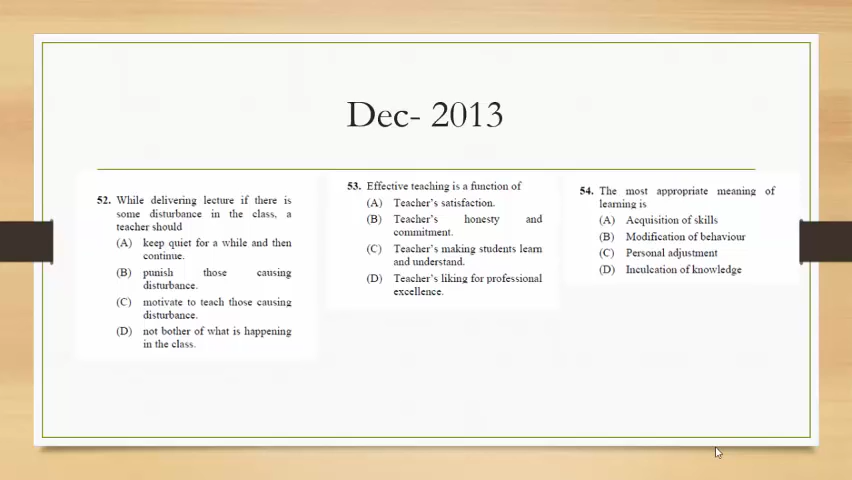 Dec- 2013
52. While delivering lecture if there is
some disturbance in the class, a
teacher should
(A) keep quiet for a while and then
continue.
(B) punish those causing
disturbance.
(C) motivate to teach those causing
disturbance.
(D) not bother of what is happening
in the class.
53. Effective teaching is a function of
(A) Teacher's satisfaction.
(B) Teacher's honesty and
commitment.
(C) Teacher's making students learn
and understand.
(D) Teacher's liking for professional
excellence.
54. The most appropriate meaning of
learning is
(A) Acquisition of skills
(B) Modification of behaviour
(C) Personal adjustment
(D) Inculcation of knowledge